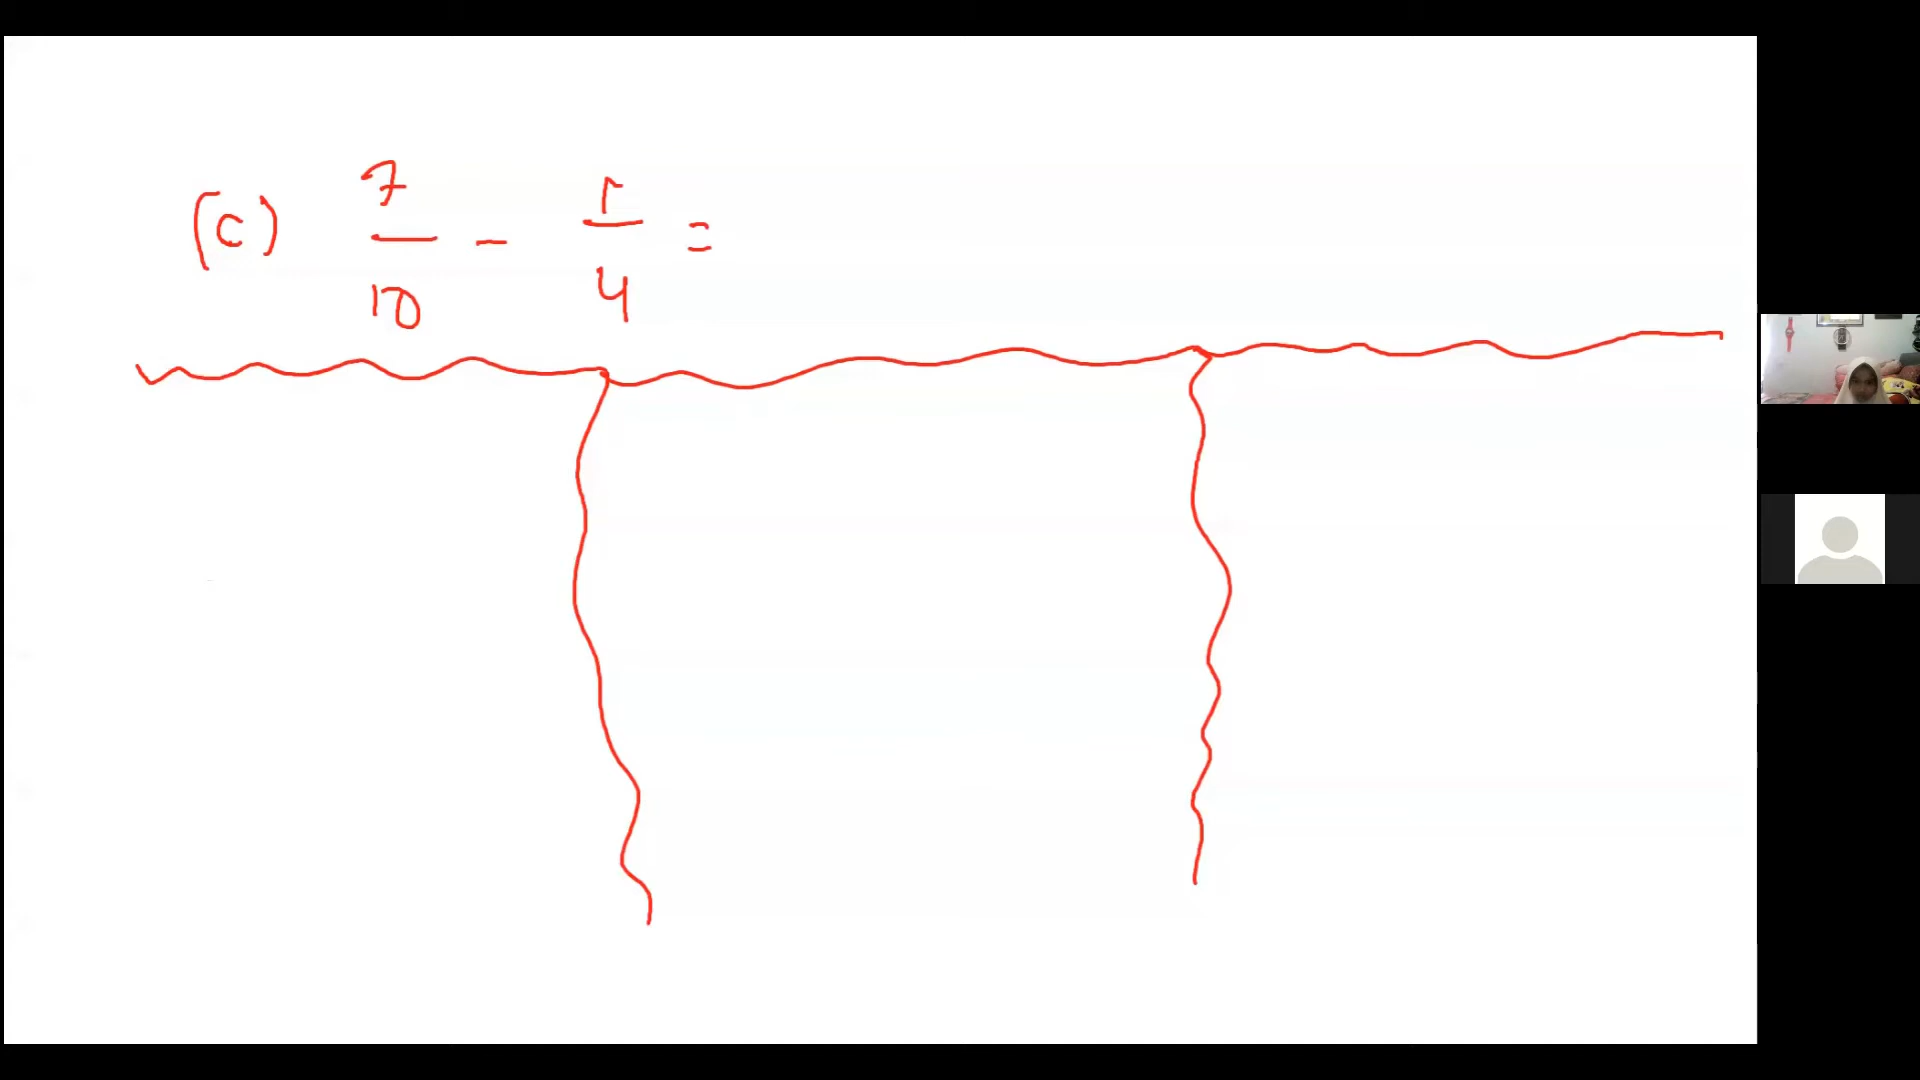 (c) 7/10 - 1/4 =